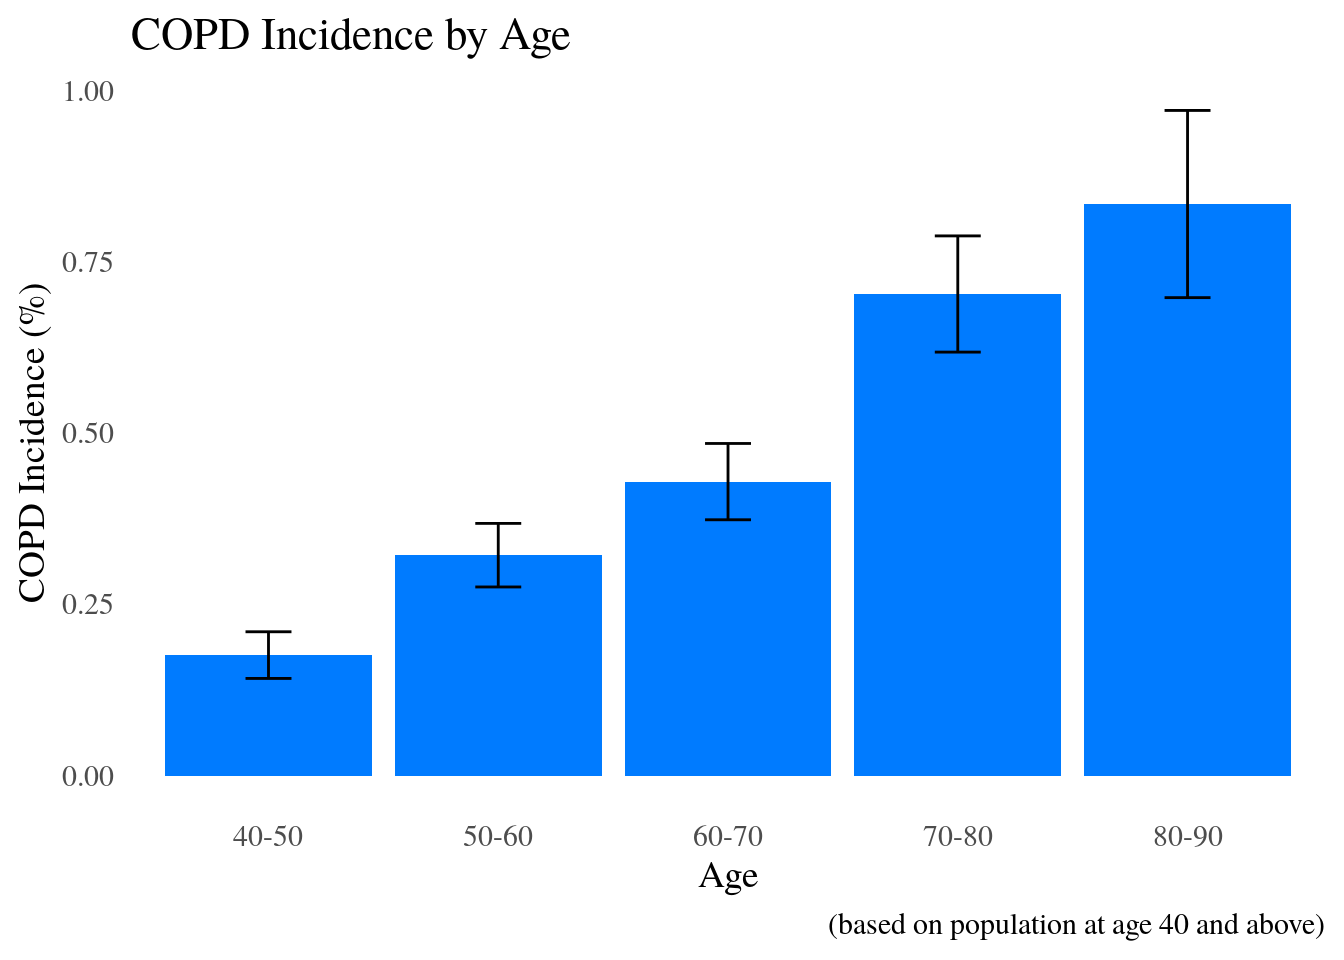 COPD Incidence by Age
1.00
0.75
0.50
0.25
0.00
COPD Incidence (%)
40-50 50-60 60-70 70-80 80-90
Age
(based on population at age 40 and above)